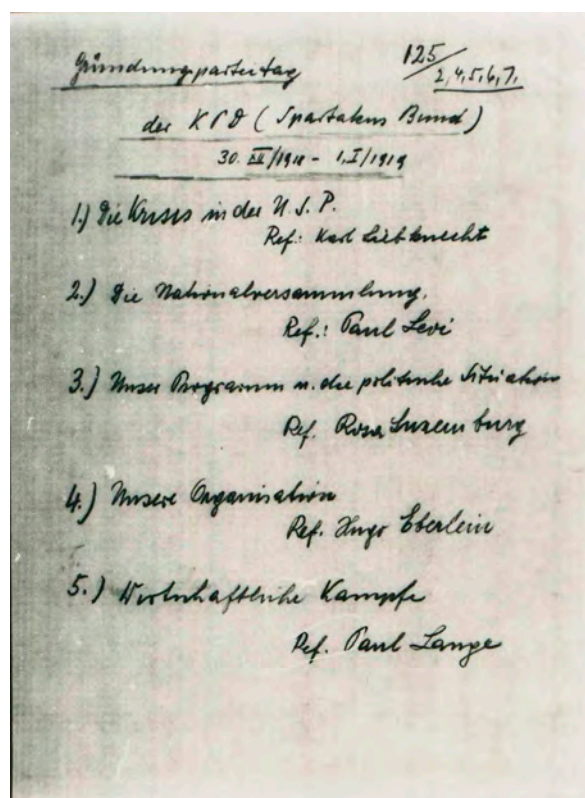 Gründungsparteitag
125/
2,4,5,6,7,
der KPD (Spartakus Bund)
30. XII/1918 - 1,I/1919
1.) Die Krisis in der U.S.P.
Ref.: Karl Liebknecht
2.) Die Nationalversammlung.
Ref.: Paul Levi
3.) Unser Programm u. die politische Situation
Ref. Rosa Luxemburg
4.) Unsere Organisation
Ref. Hugo Eberlein
5.) Wirtschaftliche Kämpfe
Ref. Paul Lange